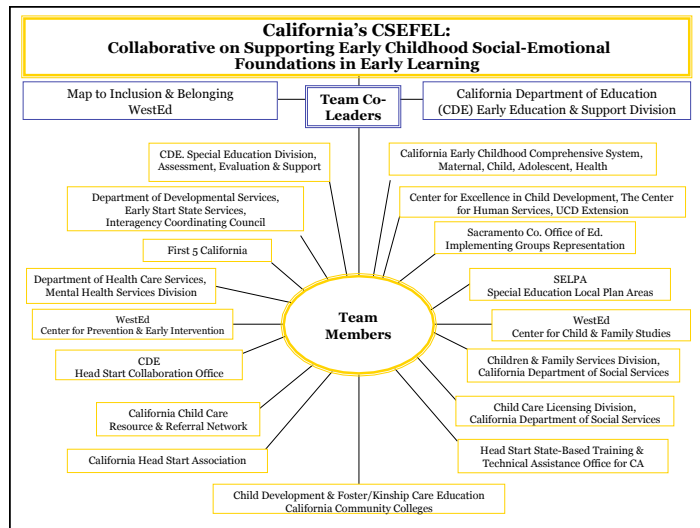 California's CSEFEL:
Collaborative on Supporting Early Childhood Social-Emotional
Foundations in Early Learning
Map to Inclusion & Belonging
WestEd
Team Co-
Leaders
California Department of Education
(CDE) Early Education & Support Division
CDE. Special Education Division,
Assessment, Evaluation & Support
California Early Childhood Comprehensive System,
Maternal, Child, Adolescent, Health
Department of Developmental Services,
Early Start State Services,
Interagency Coordinating Council
Center for Excellence in Child Development, The Center
for Human Services, UCD Extension
First 5 California
Sacramento Co. Office of Ed.
Implementing Groups Representation
Department of Health Care Services,
Mental Health Services Division
SELPA
Special Education Local Plan Areas
WestEd
Center for Prevention & Early Intervention
Team
Members
WestEd
Center for Child & Family Studies
CDE
Head Start Collaboration Office
Children & Family Services Division,
California Department of Social Services
California Child Care
Resource & Referral Network
Child Care Licensing Division,
California Department of Social Services
California Head Start Association
Head Start State-Based Training &
Technical Assistance Office for CA
Child Development & Foster/Kinship Care Education
California Community Colleges